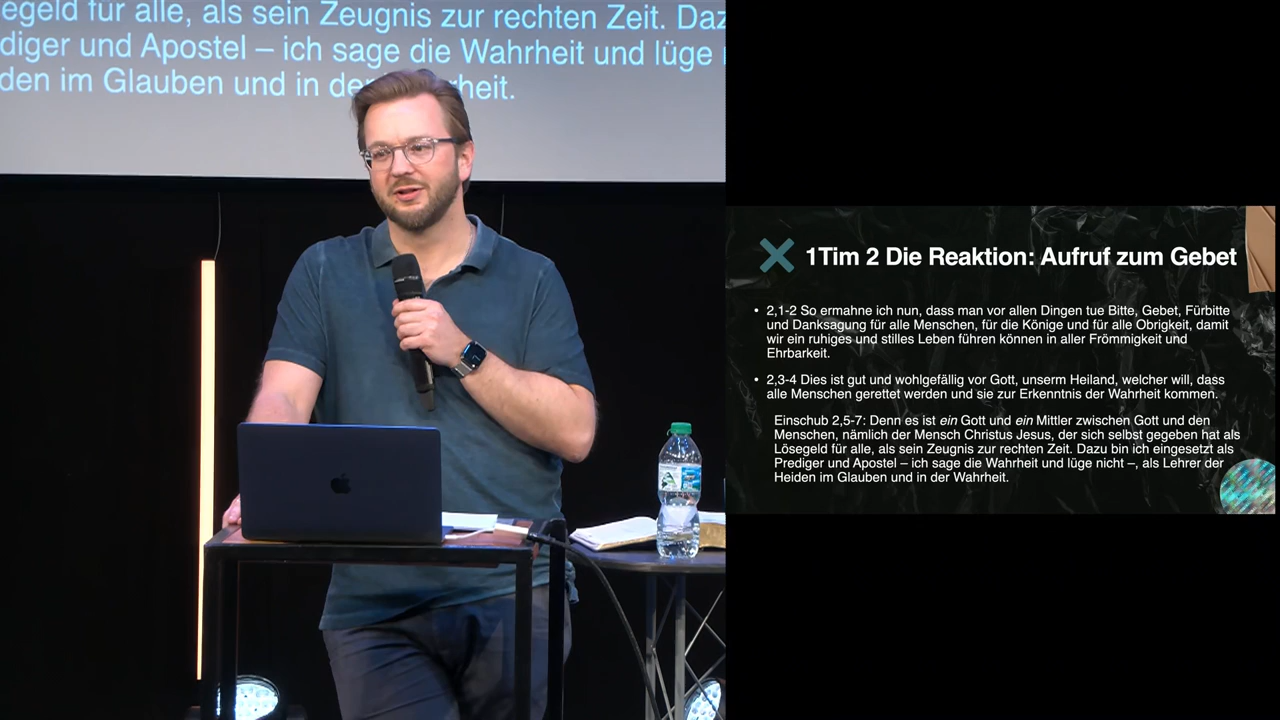 egeld für alle, als sein Zeugnis zur rechten Zeit. Daz
diger und Apostel – ich sage die Wahrheit und lüge
den im Glauben und in der rheit.
1Tim 2 Die Reaktion: Aufruf zum Gebet
• 2,1-2 So ermahne ich nun, dass man vor allen Dingen tue Bitte, Gebet, Fürbitte
und Danksagung für alle Menschen, für die Könige und für alle Obrigkeit, damit
wir ein ruhiges und stilles Leben führen können in aller Frömmigkeit und
Ehrbarkeit.
• 2,3-4 Dies ist gut und wohlgefällig vor Gott, unserm Heiland, welcher will, dass
alle Menschen gerettet werden und sie zur Erkenntnis der Wahrheit kommen.
Einschub 2,5-7: Denn es ist ein Gott und ein Mittler zwischen Gott und den
Menschen, nämlich der Mensch Christus Jesus, der sich selbst gegeben hat als
Lösegeld für alle, als sein Zeugnis zur rechten Zeit. Dazu bin ich eingesetzt als
Prediger und Apostel – ich sage die Wahrheit und lüge nicht –, als Lehrer der
Heiden im Glauben und in der Wahrheit.